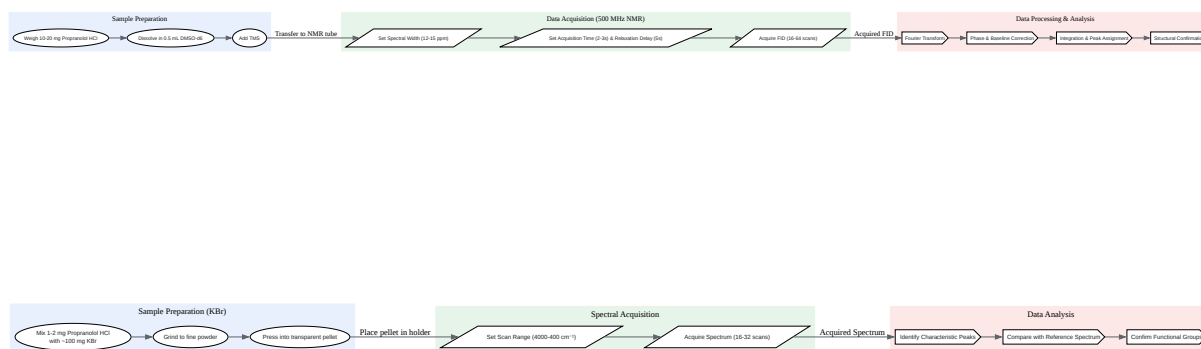 Sample Preparation
Weigh 10-20 mg Propranolol HCl
Dissolve in 0.5 mL DMSO-d6
Add TMS
Transfer to NMR tube
Data Acquisition (500 MHz NMR)
Set Spectral Width (12-15 ppm)
Set Acquisition Time (2-3s) & Relaxation Delay (5s)
Acquire FID (16-64 scans)
Acquired FID
Data Processing & Analysis
Fourier Transform
Phase & Baseline Correction
Integration & Peak Assignment
Structural Confirmatio
Sample Preparation (KBr)
Mix 1-2 mg Propranolol HCl
with ~100 mg KBr
Grind to fine powder
Press into transparent pellet
Place pellet in holder
Spectral Acquisition
Set Scan Range (4000-400 cm⁻¹)
Acquire Spectrum (16-32 scans)
Acquired Spectrum
Data Analysis
Identify Characteristic Peaks
Compare with Reference Spectrum
Confirm Functional Group